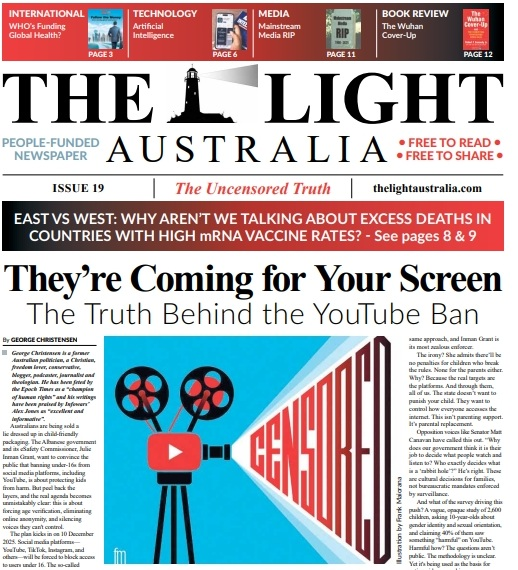 INTERNATIONAL
WHO's Funding
Global Health?
PAGE 3
TECHNOLOGY
Artificial
Intelligence
PAGE 6
MEDIA
Mainstream
Media RIP
PAGE 11
BOOK REVIEW
The Wuhan
Cover-Up
PAGE 12
Mainstream
Media
RIP
The
Wuhan
Cover-Up
THE LIGHT
PEOPLE-FUNDED
NEWSPAPER
AUSTRALIA
• FREE TO READ •
• FREE TO SHARE •
ISSUE 19
The Uncensored Truth
thelightaustralia.com
EAST VS WEST: WHY AREN'T WE TALKING ABOUT EXCESS DEATHS IN
COUNTRIES WITH HIGH mRNA VACCINE RATES? - See pages 8 & 9
They're Coming for Your Screen
The Truth Behind the YouTube Ban
By GEORGE CHRISTENSEN
George Christensen is a former
Australian politician, a Christian,
freedom lover, conservative,
blogger, podcaster, journalist and
theologian. He has been feted by
the Epoch Times as a "champion
of human rights" and his writings
have been praised by Infowars'
Alex Jones as "excellent and
informative".
Australians are being sold a
lie dressed up in child-friendly
packaging. The Albanese government
and its eSafety Commissioner, Julie
Inman Grant, want to convince the
public that banning under-16s from
social media platforms, including
YouTube, is about protecting kids
from harm. But peel back the
layers, and the real agenda becomes
unmistakably clear: this is about
forcing age verification, eliminating
online anonymity, and silencing
voices they can't control.
The plan kicks in on 10 December
2025. Social media platforms—
YouTube, TikTok, Instagram, and
others—will be forced to block access
to users under 16. The so-called
CENSORED
fm
Illustration by Frank Maiorana
same approach, and Inman Grant is
its most zealous enforcer.
The irony? She admits there'll be
no penalties for children who break
the rules. None for the parents either.
Why? Because the real targets are
the platforms. And through them,
all of us. The state doesn't want to
punish your child. They want to
control how everyone accesses the
internet. This isn't parenting support.
It's parental replacement.
Opposition voices like Senator Matt
Canavan have called this out. "Why
does our government think it is their
job to decide what people watch and
listen to? Who exactly decides what
is a 'rabbit hole'?" He's right. These
are cultural decisions for families,
not bureaucratic mandates enforced
by surveillance.
And what of the survey driving this
push? A vague, opaque study of 2,600
children, asking 10-year-olds about
gender identity and sexual orientation,
and claiming 40% of them saw
something "harmful" on YouTube.
Harmful how? The questions aren't
public. The methodology is unclear.
Yet it's being used as the basis for